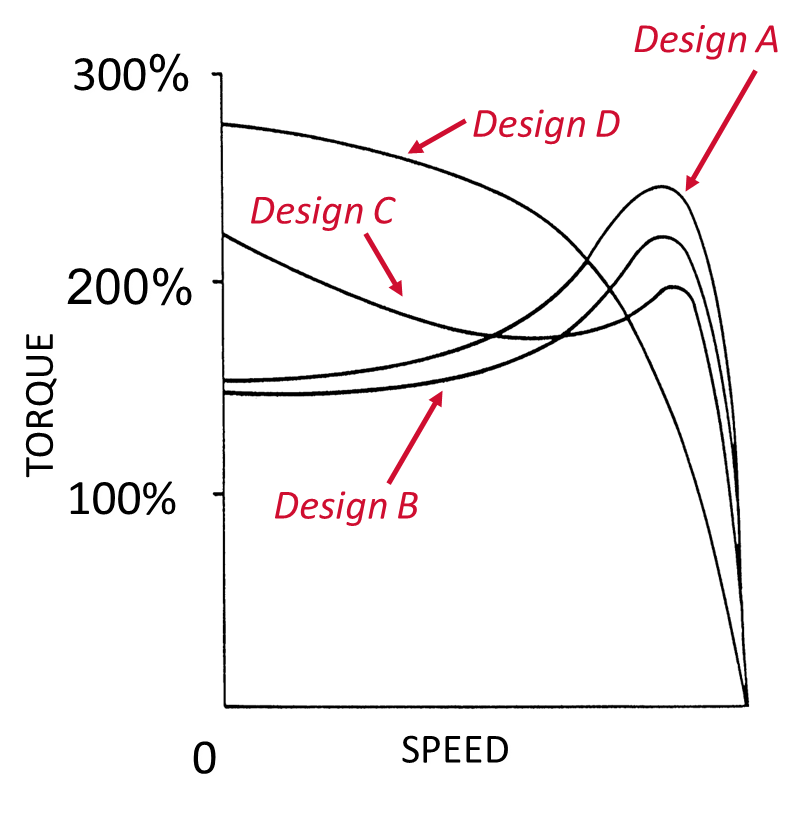 Design A
300%
Design D
Design C
200%
TORQUE
100%
Design B
0
SPEED